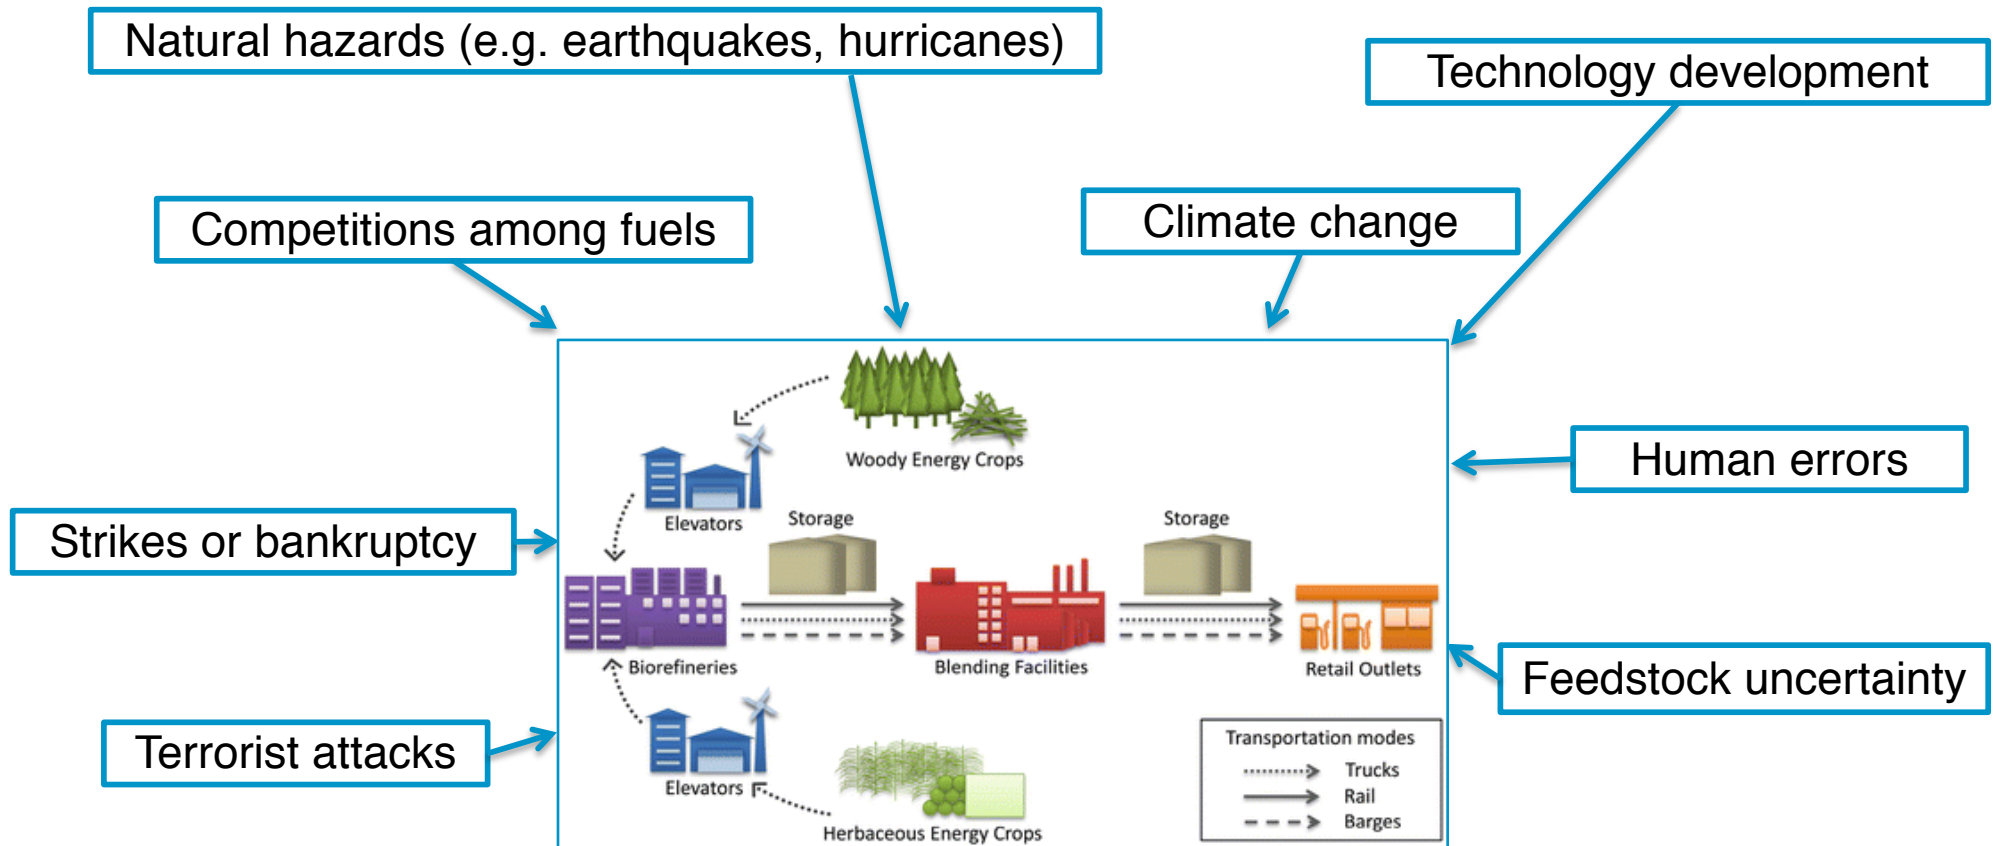 Natural hazards (e.g. earthquakes, hurricanes)
Technology development
Competitions among fuels
Climate change
Woody Energy Crops
Human errors
Elevators
Storage
Storage
Strikes or bankruptcy
Biorefineries
Blending Facilities
Retail Outlets
Feedstock uncertainty
Terrorist attacks
Elevators
Herbaceous Energy Crops
Transportation modes
Trucks
Rail
Barges